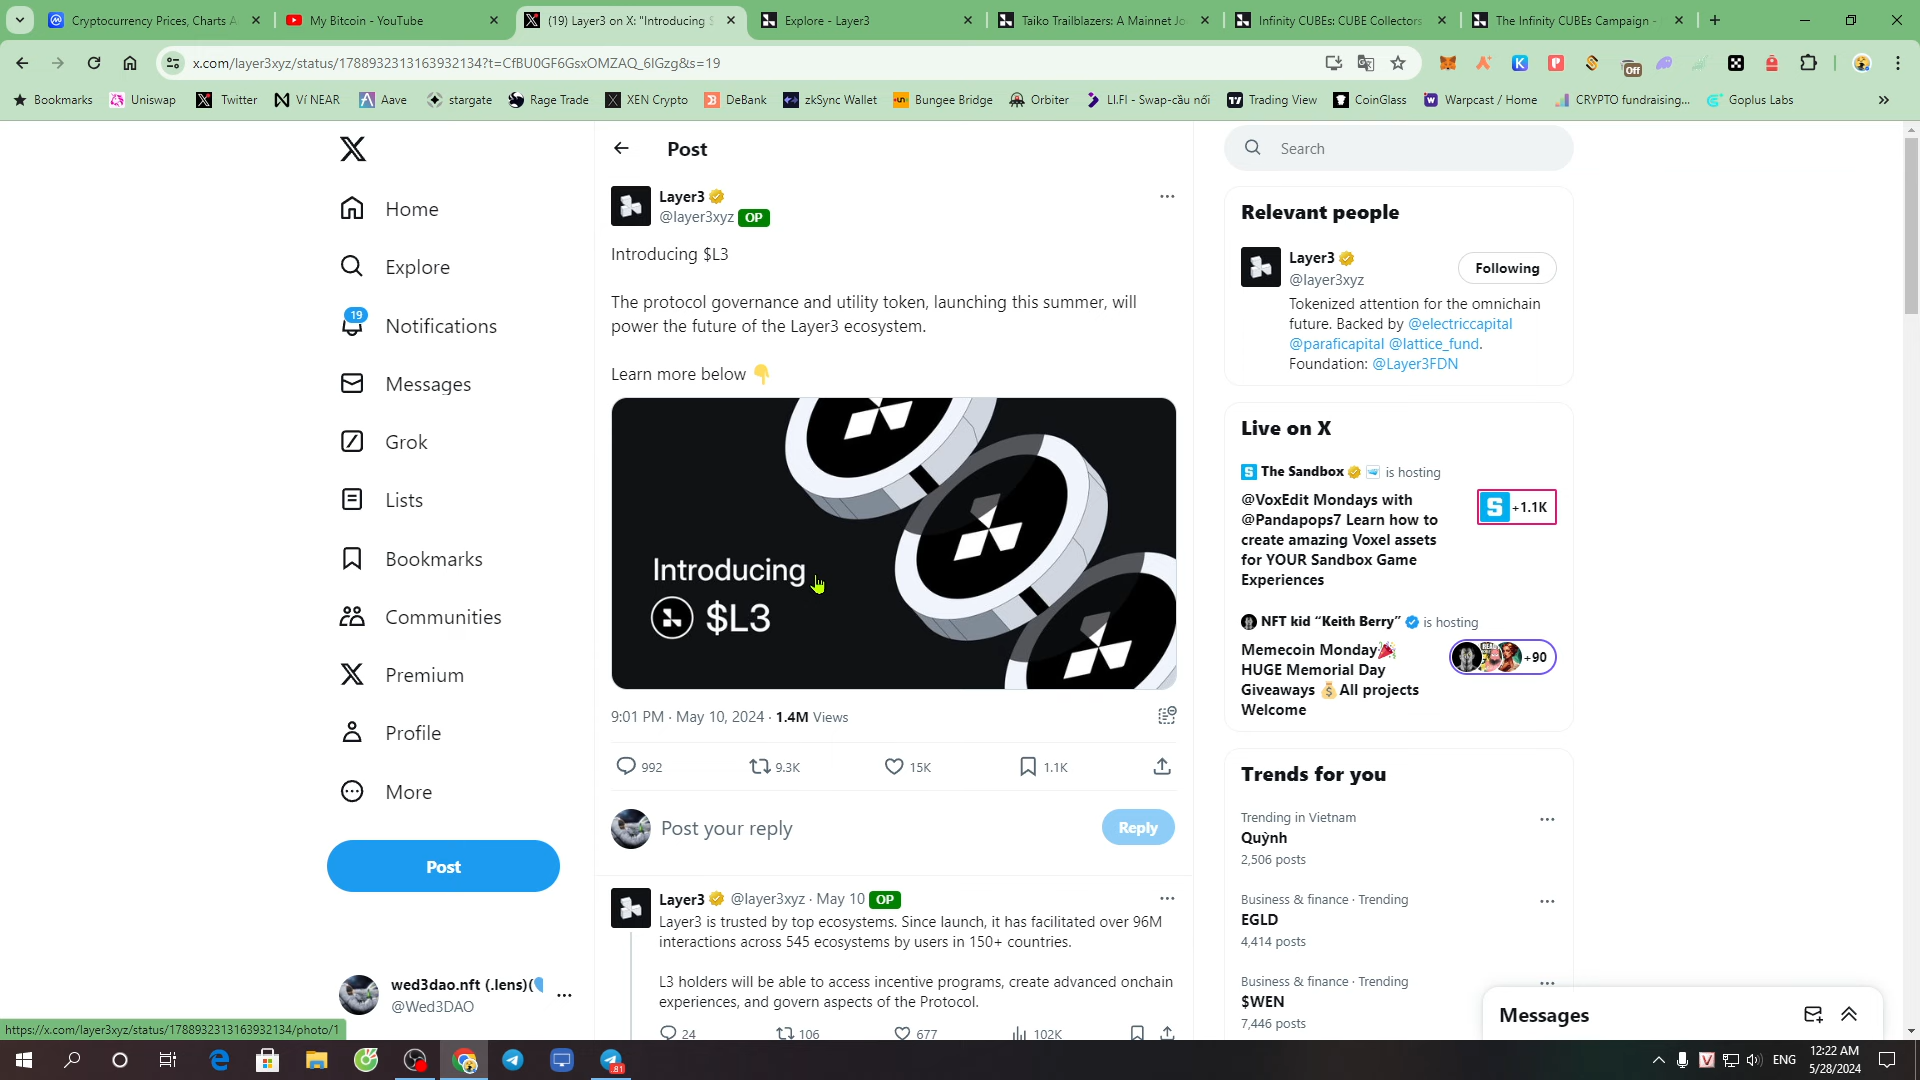 Cryptocurrency Prices, Charts A
My Bitcoin - YouTube
(19) Layer3 on X: "Introducing $
Explore - Layer3
Taiko Trailblazers: A Mainnet Jo
Infinity CUBEs: CUBE Collectors
The Infinity CUBEs Campaign -
x.com/layer3xyz/status/1788932313163932134?t=CfBU0GF6GsxOMZAQ_6lGzg&s=19
Off
Bookmarks
Uniswap
Twitter
Ví NEAR
Aave
stargate
Rage Trade
XEN Crypto
DeBank
zkSync Wallet
Bungee Bridge
Orbiter
LI.FI - Swap-cầu nối
Trading View
CoinGlass
Warpcast / Home
CRYPTO fundraising...
Goplus Labs
Home
Explore
19
Notifications
Messages
Grok
Lists
Bookmarks
Communities
Premium
Profile
More
Post
wed3dao.nft (.lens)(
@Wed3DAO
https://x.com/layer3xyz/status/1788932313163932134/photo/1
Post
Layer3
@layer3xyz OP
Introducing $L3
The protocol governance and utility token, launching this summer, will
power the future of the Layer3 ecosystem.
Learn more below 👇
Introducing
$L3
9:01 PM · May 10, 2024 · 1.4M Views
992 9.3K 15K 1.1K
Post your reply
Reply
Layer3 @layer3xyz · May 10 OP
Layer3 is trusted by top ecosystems. Since launch, it has facilitated over 96M
interactions across 545 ecosystems by users in 150+ countries.
L3 holders will be able to access incentive programs, create advanced onchain
experiences, and govern aspects of the Protocol.
24 106 677 102K
Search
Relevant people
Layer3
@layer3xyz
Following
Tokenized attention for the omnichain
future. Backed by @electriccapital
@paraficapital @lattice_fund.
Foundation: @Layer3FDN
Live on X
The Sandbox is hosting
@VoxEdit Mondays with
@Pandapops7 Learn how to
create amazing Voxel assets
for YOUR Sandbox Game
Experiences
+1.1K
NFT kid “Keith Berry” is hosting
Memecoin Monday🎉
HUGE Memorial Day
Giveaways 💰All projects
Welcome
+90
Trends for you
Trending in Vietnam
Quỳnh
2,506 posts
Business & finance · Trending
EGLD
4,414 posts
Business & finance · Trending
$WEN
7,446 posts
Messages
81
ENG
12:22 AM
5/28/2024